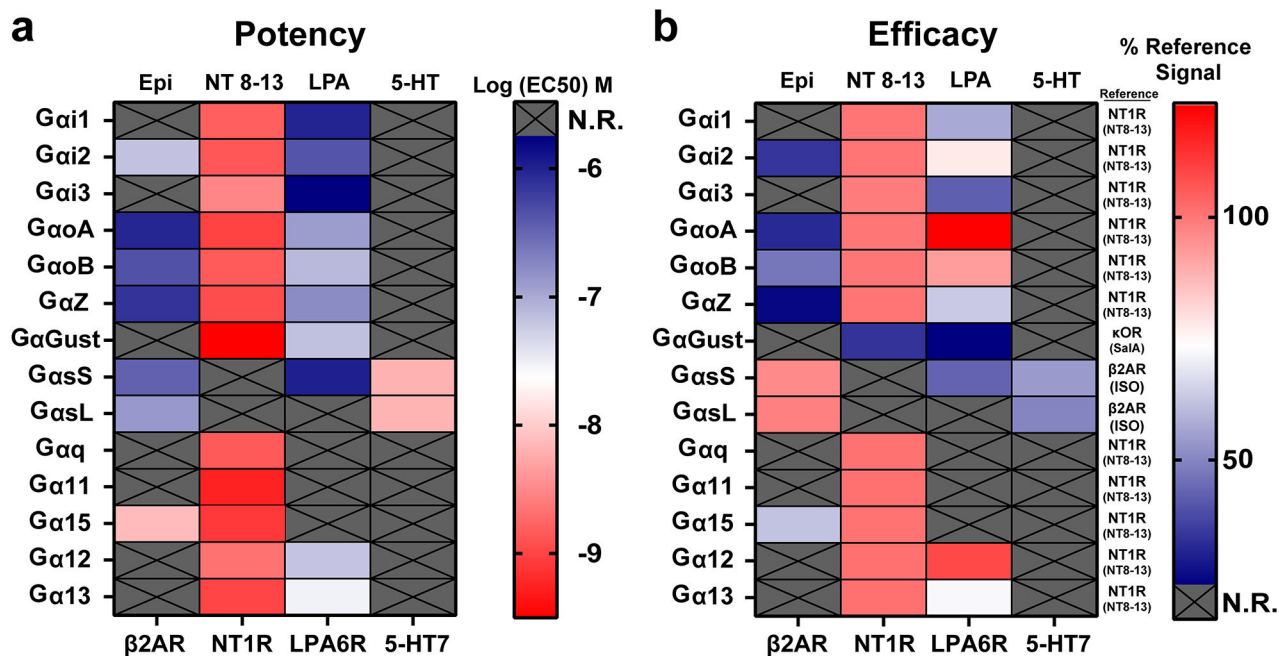 a
Potency
Epi NT 8-13 LPA 5-HT
Log (EC50) M
N.R.
-6
-7
-8
-9
Gαi1
Gαi2
Gαi3
GαoA
GαoB
GαZ
GαGust
GαsS
GαsL
Gαq
Gα11
Gα15
Gα12
Gα13
β2AR NT1R LPA6R 5-HT7
b
Efficacy
Epi NT 8-13 LPA 5-HT
% Reference
Signal
Reference
Gαi1 NT1R
(NT8-13)
Gαi2 NT1R
(NT8-13)
Gαi3 NT1R
(NT8-13)
GαoA NT1R
(NT8-13)
GαoB NT1R
(NT8-13)
GαZ NT1R
(NT8-13)
GαGust κOR
(SalA)
GαsS β2AR
(ISO)
GαsL β2AR
(ISO)
Gαq NT1R
(NT8-13)
Gα11 NT1R
(NT8-13)
Gα15 NT1R
(NT8-13)
Gα12 NT1R
(NT8-13)
Gα13 NT1R
(NT8-13)
100
50
N.R.
β2AR NT1R LPA6R 5-HT7